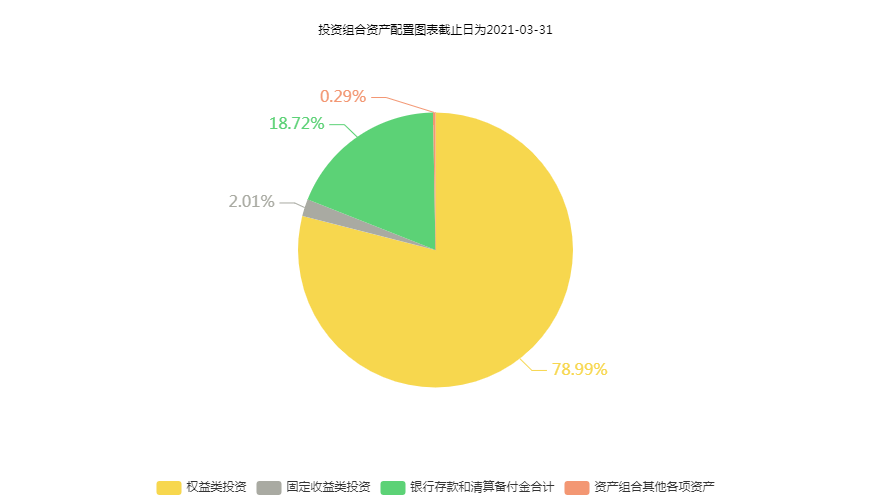 投资组合资产配置图表截止日为2021-03-31
0.29%
18.72%
2.01%
78.99%
权益类投资
固定收益类投资
银行存款和清算备付金合计
资产组合其他各项资产